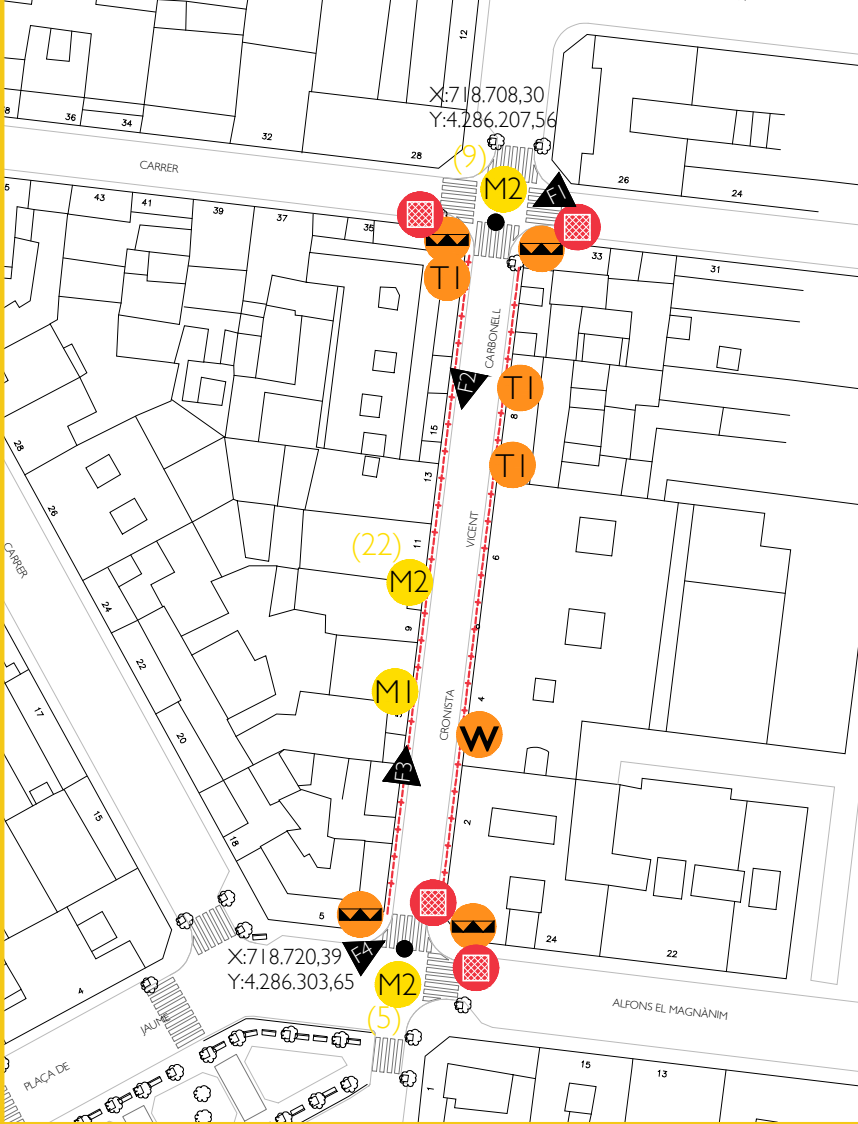 12
X:718.708,30
Y:4.286.207,56
36
34
32
28
(9)
CARRER
M2
F1
26
24
43
41
39
37
35
33
31
T1
CARBONELL
F2
T1
8
15
T1
13
28
26
VICENT
11
(22)
6
CARRER
M2
24
9
22
M1
4
CRONISTA
17
20
W
F3
15
2
18
5
24
22
F4
X:718.720,39
Y:4.286.303,65
M2
(5)
4
ALFONS EL MAGNÀNIM
JAUME
PLAÇA DE
1
15
13